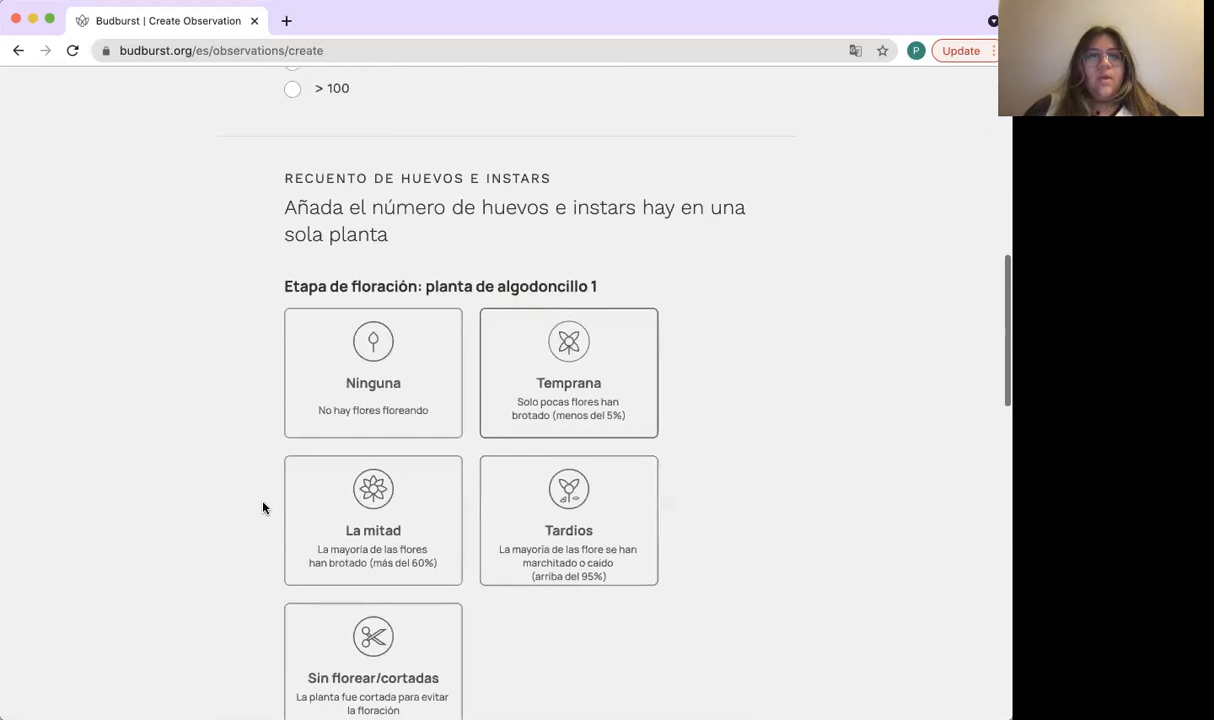 Budburst | Create Observation
budburst.org/es/observations/create
P
Update
> 100
RECUENTO DE HUEVOS E INSTARS
Añada el número de huevos e instars hay en una
sola planta
Etapa de floración: planta de algodoncillo 1
Ninguna
No hay flores floreando
Temprana
Solo pocas flores han
brotado (menos del 5%)
La mitad
La mayoría de las flores
han brotado (más del 60%)
Tardios
La mayoría de las flore se han
marchitado o caido
(arriba del 95%)
Sin florear/cortadas
La planta fue cortada para evitar
la floración